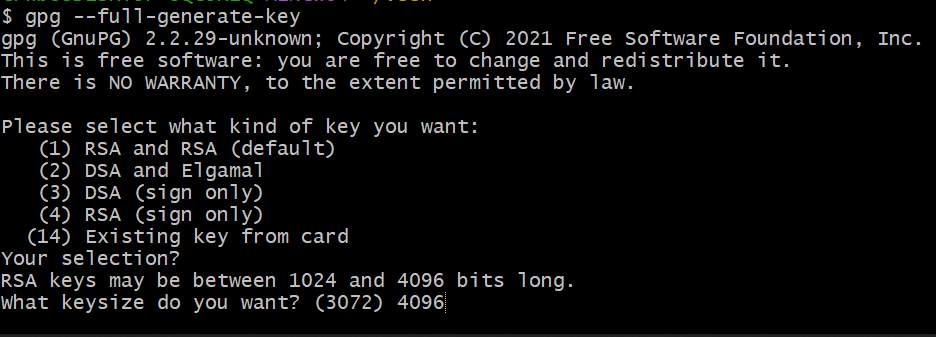 $ gpg --full-generate-key
gpg (GnuPG) 2.2.29-unknown; Copyright (C) 2021 Free Software Foundation, Inc.
This is free software: you are free to change and redistribute it.
There is NO WARRANTY, to the extent permitted by law.
Please select what kind of key you want:
(1) RSA and RSA (default)
(2) DSA and Elgamal
(3) DSA (sign only)
(4) RSA (sign only)
(14) Existing key from card
Your selection?
RSA keys may be between 1024 and 4096 bits long.
What keysize do you want? (3072) 4096